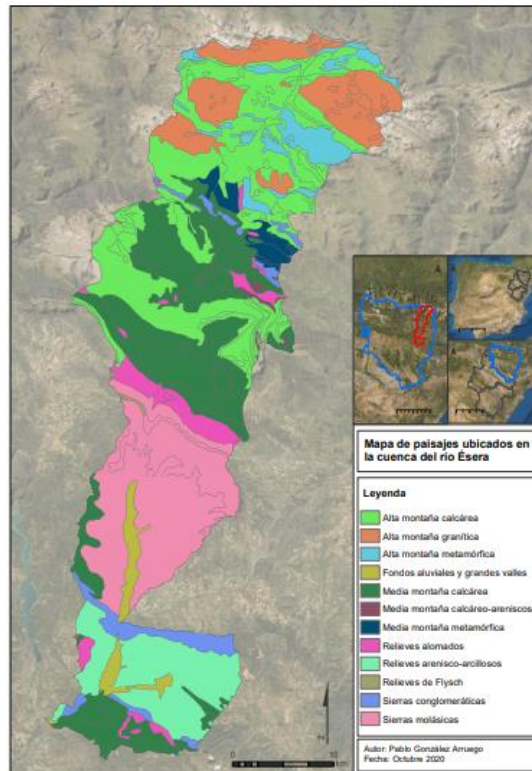 Mapa de paisajes ubicados en
la cuenca del río Ésera
Leyenda
Alta montaña calcárea
Alta montaña granítica
Alta montaña metamórfica
Fondos aluviales y grandes valles
Media montaña calcárea
Media montaña calcáreo-areniscos
Media montaña metamórfica
Relieves alomados
Relieves arenisco-arcillosos
Relieves de Flysch
Sierras conglomeráticas
Sierras molásicas
Autor: Pablo González Arruego
Fecha: Octubre 2020